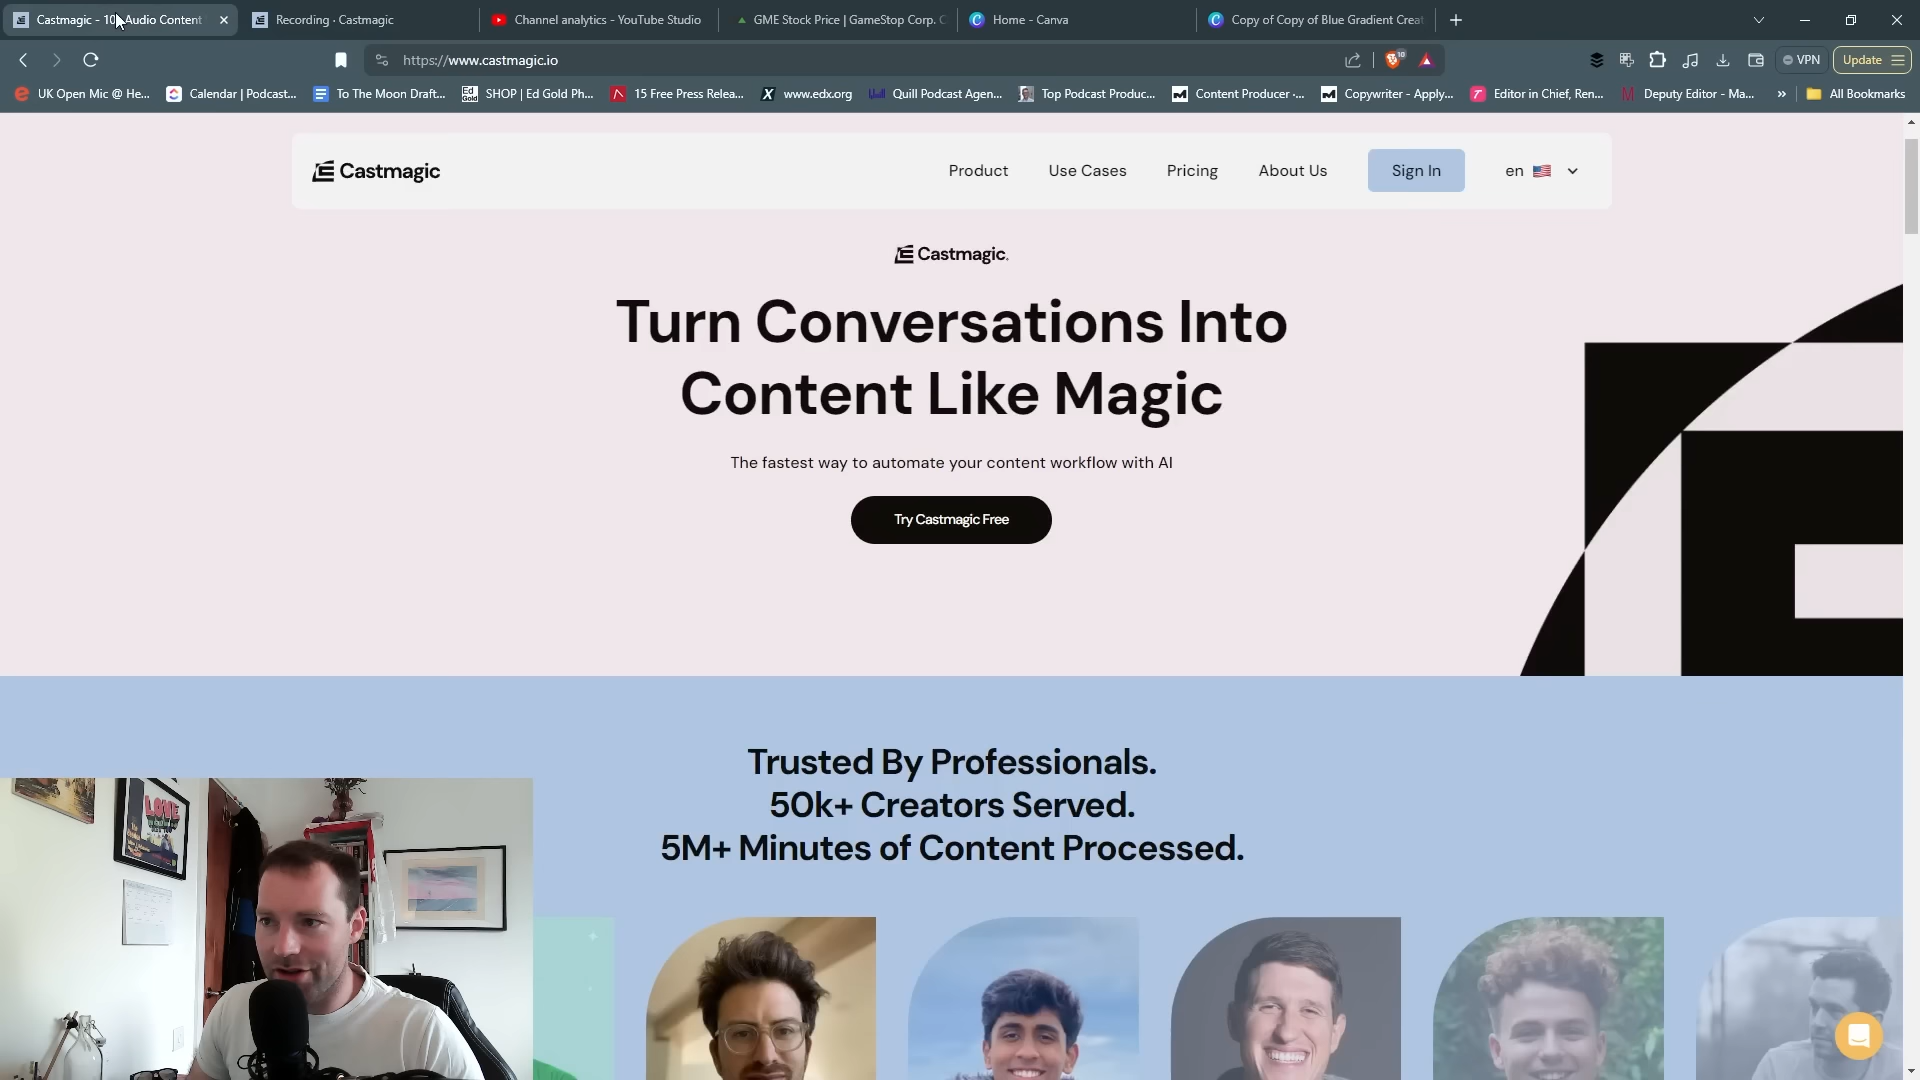 Castmagic - 10x Audio Content
Recording · Castmagic
Channel analytics - YouTube Studio
GME Stock Price | GameStop Corp. C
Home - Canva
Copy of Copy of Blue Gradient Creat
https://www.castmagic.io
10
VPN
Update
UK Open Mic @ He...
Calendar | Podcast...
To The Moon Draft...
SHOP | Ed Gold Ph...
15 Free Press Relea...
www.edx.org
Quill Podcast Agen...
Top Podcast Produc...
Content Producer -...
Copywriter - Apply...
Editor in Chief, Ren...
Deputy Editor - Ma...
»
All Bookmarks
Castmagic
Product
Use Cases
Pricing
About Us
Sign In
en
Castmagic.
Turn Conversations Into
Content Like Magic
The fastest way to automate your content workflow with AI
Try Castmagic Free
Trusted By Professionals.
50k+ Creators Served.
5M+ Minutes of Content Processed.
LOVE